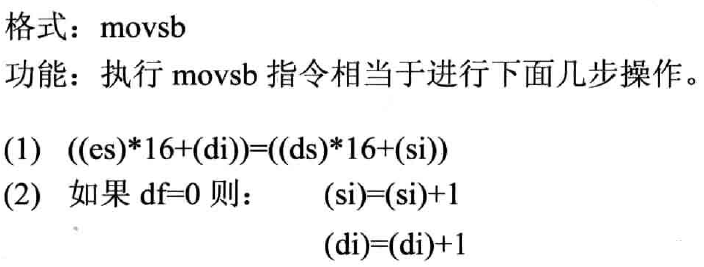 格式：movsb
功能：执行 movsb 指令相当于进行下面几步操作。
(1) ((es)*16+(di))=((ds)*16+(si))
(2) 如果 df=0 则： (si)=(si)+1
(di)=(di)+1